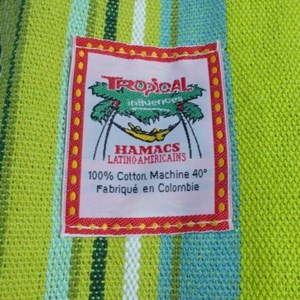 TROPICAL
influences
HAMACS
LATINO-AMERICAINS
100% Cotton. Machine 40°
Fabriqué en Colombie